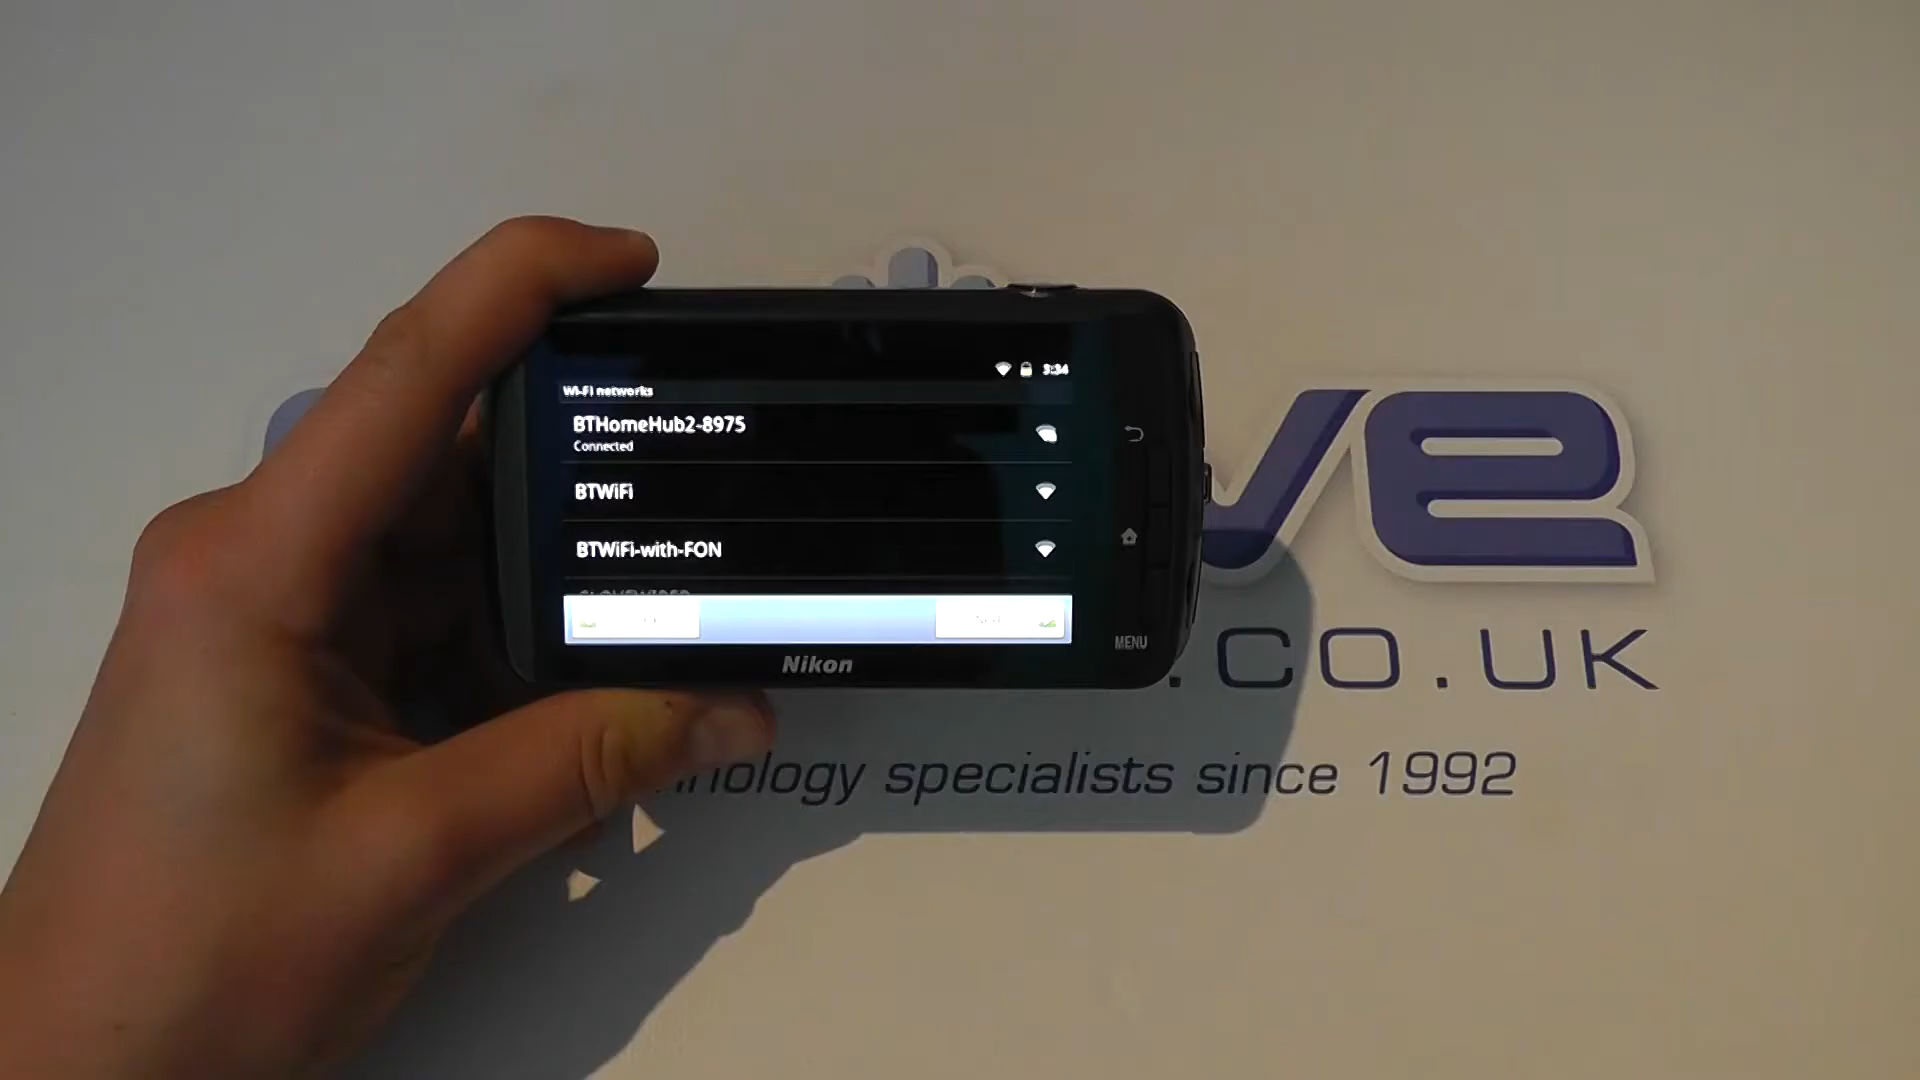 3:34
Wi-Fi networks
BTHomeHub2-8975
Connected
BTWiFi
BTWiFi-with-FON
Nikon
MENU
ve
.CO.UK
nology specialists since 1992